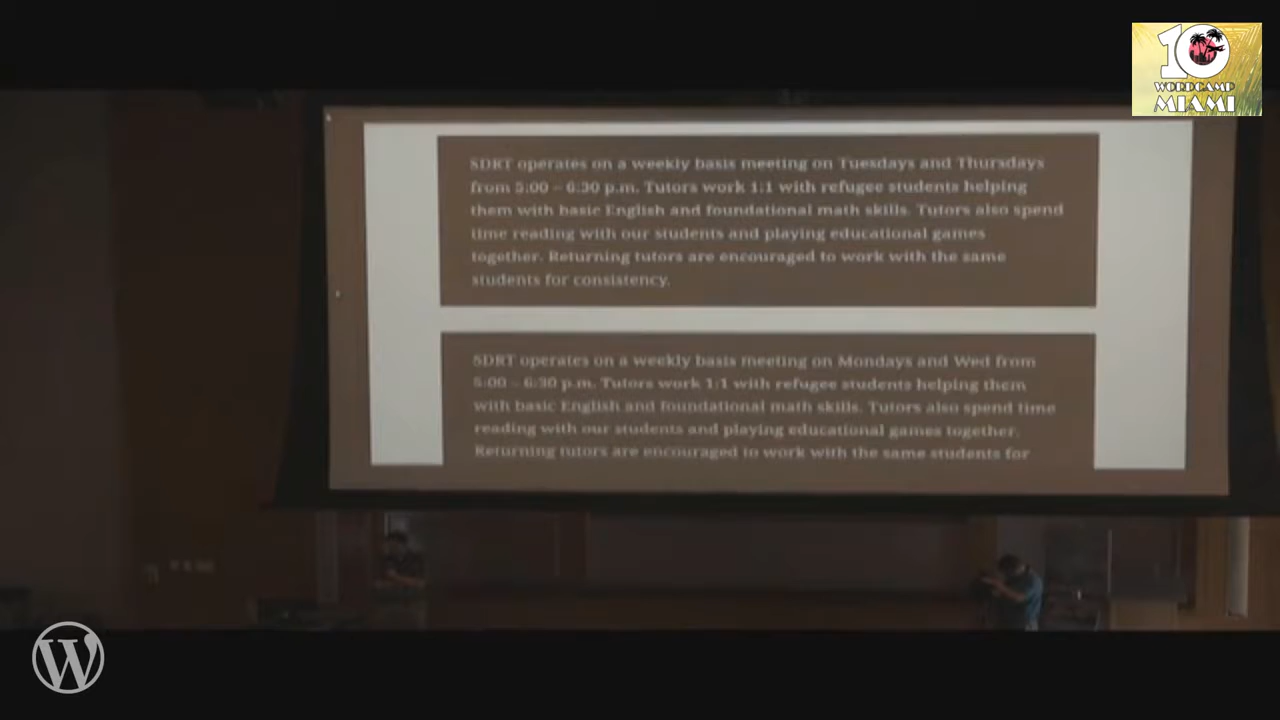 10
WORDCAMP
MIAMI
SDRT operates on a weekly basis meeting on Tuesdays and Thursdays
from 5:00 – 6:30 p.m. Tutors work 1:1 with refugee students helping
them with basic English and foundational math skills. Tutors also spend
time reading with our students and playing educational games
together. Returning tutors are encouraged to work with the same
students for consistency.
SDRT operates on a weekly basis meeting on Mondays and Wed from
5:00 – 6:30 p.m. Tutors work 1:1 with refugee students helping them
with basic English and foundational math skills. Tutors also spend time
reading with our students and playing educational games together.
Returning tutors are encouraged to work with the same students for
W